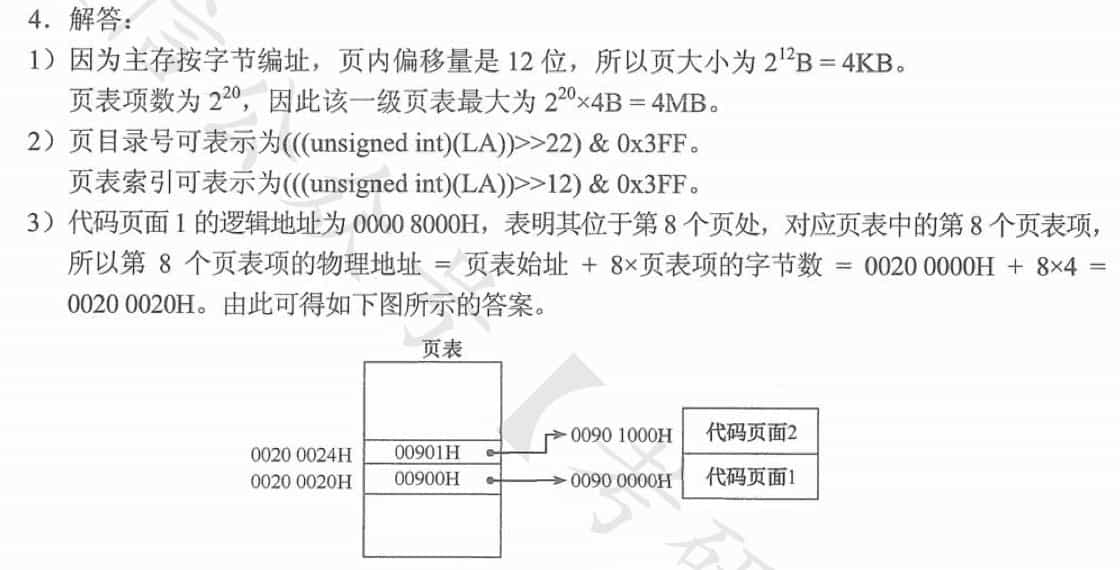 4．解答：
1）因为主存按字节编址，页内偏移量是 12 位，所以页大小为 2¹²B = 4KB。
页表项数为 2²⁰，因此该一级页表最大为 2²⁰×4B = 4MB。
2）页目录号可表示为(((unsigned int)(LA))>>22) & 0x3FF。
页表索引可表示为(((unsigned int)(LA))>>12) & 0x3FF。
3）代码页面 1 的逻辑地址为 0000 8000H，表明其位于第 8 个页处，对应页表中的第 8 个页表项，
所以第 8 个页表项的物理地址 = 页表始址 + 8×页表项的字节数 = 0020 0000H + 8×4 =
0020 0020H。由此可得如下图所示的答案。
页表
0020 0024H 00901H 0090 1000H 代码页面2
0020 0020H 00900H 0090 0000H 代码页面1